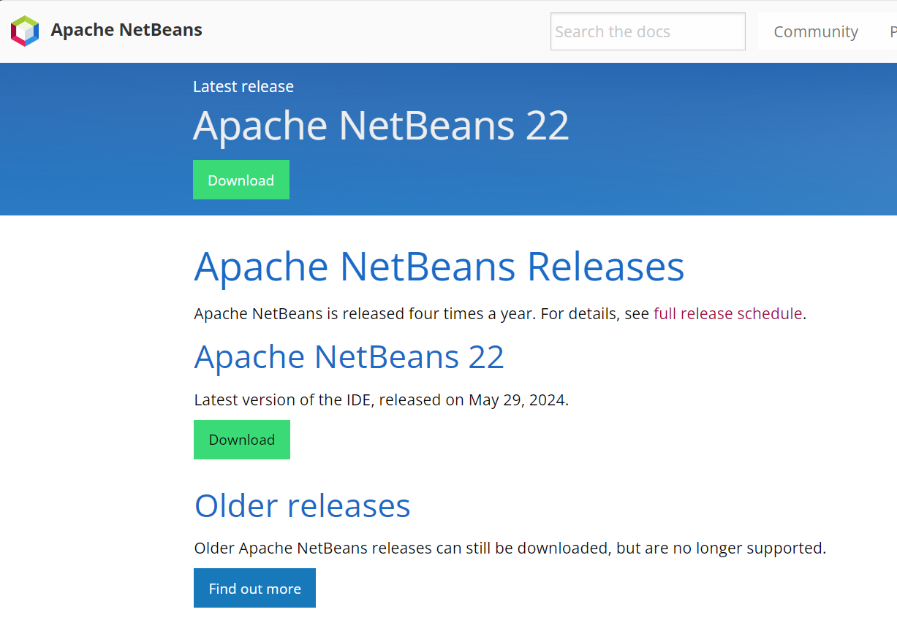 Apache NetBeans
Search the docs
Community
Latest release
Apache NetBeans 22
Download
Apache NetBeans Releases
Apache NetBeans is released four times a year. For details, see full release schedule.
Apache NetBeans 22
Latest version of the IDE, released on May 29, 2024.
Download
Older releases
Older Apache NetBeans releases can still be downloaded, but are no longer supported.
Find out more